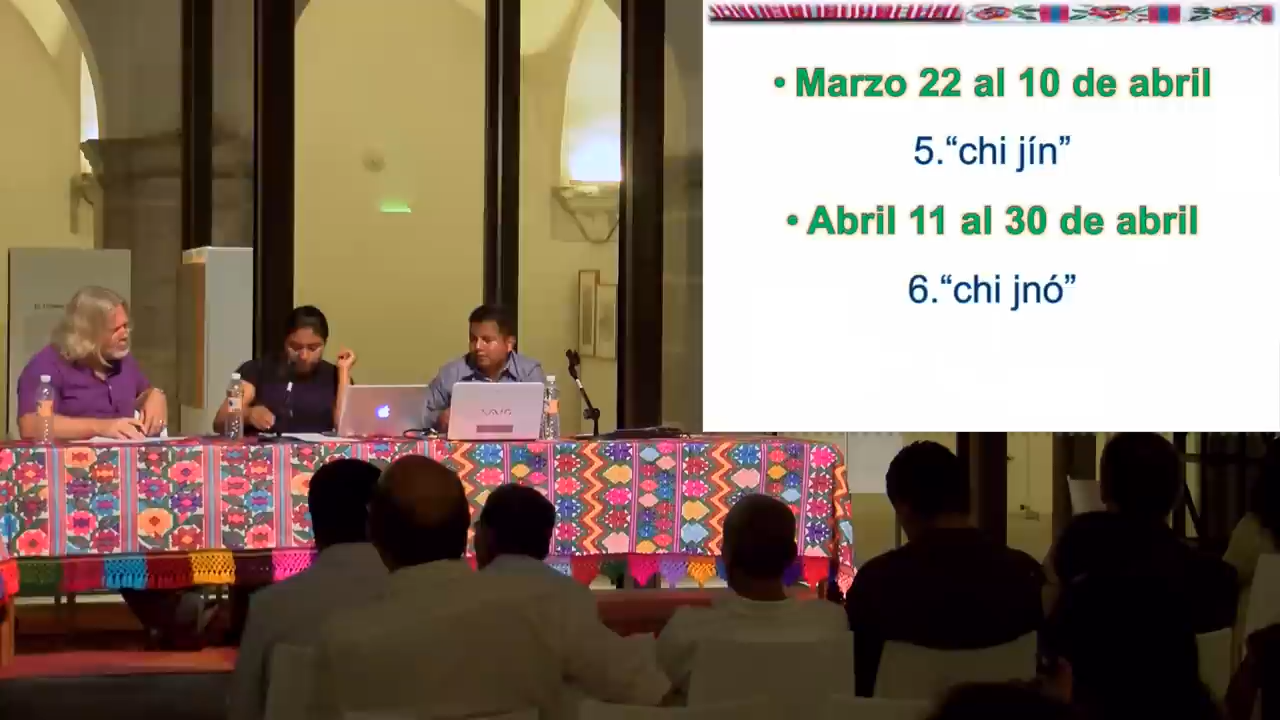 • Marzo 22 al 10 de abril
5.“chi jín”
• Abril 11 al 30 de abril
6.“chi jnó”
VAIO